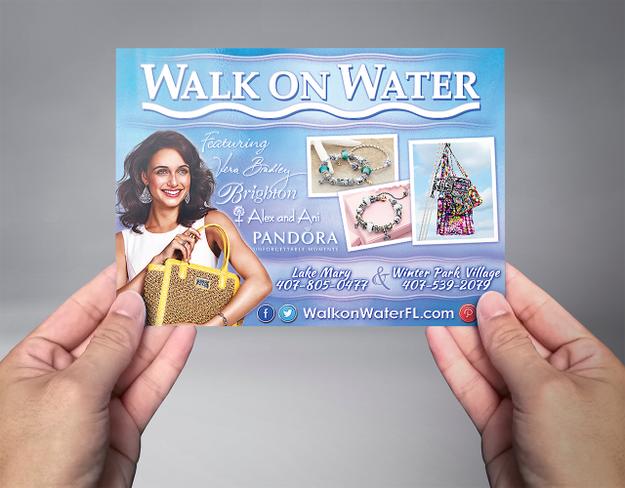 WALK ON WATER
Featuring
Vera Bradley
Brighton
Alex and Ani
PANDÖRA
UNFORGETTABLE MOMENTS
Lake Mary & Winter Park Village
407-805-0477 407-539-2079
WalkonWaterFL.com